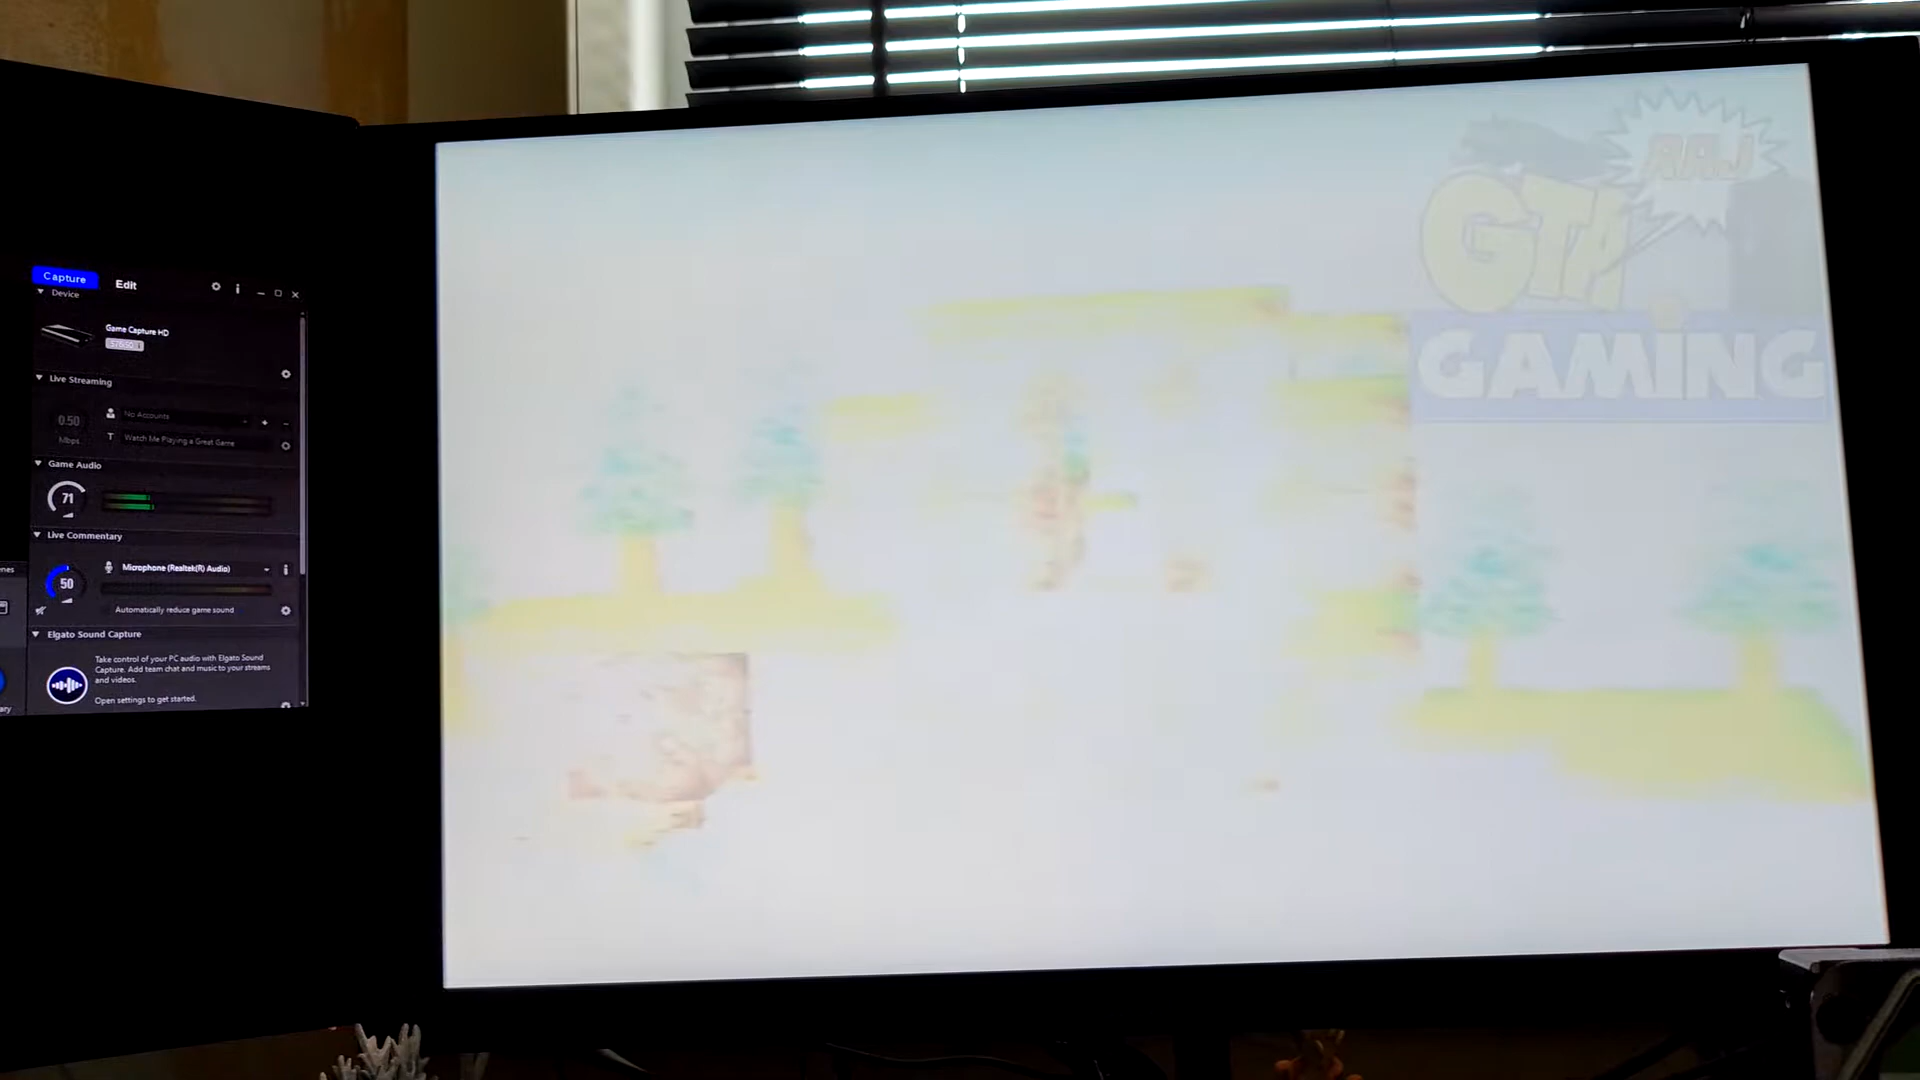 Capture
Edit
Device
Game Capture HD
Live Streaming
0.50
Mbps
No Accounts
T
Watch Me Playing a Great Game
Game Audio
71
Live Commentary
50
Microphone (Realtek(R) Audio)
Automatically reduce game sound
Elgato Sound Capture
Take control of your PC audio with Elgato Sound
Capture. Add team chat and music to your streams
and videos.
Open settings to get started.
enes
ary
GTA
GAMING